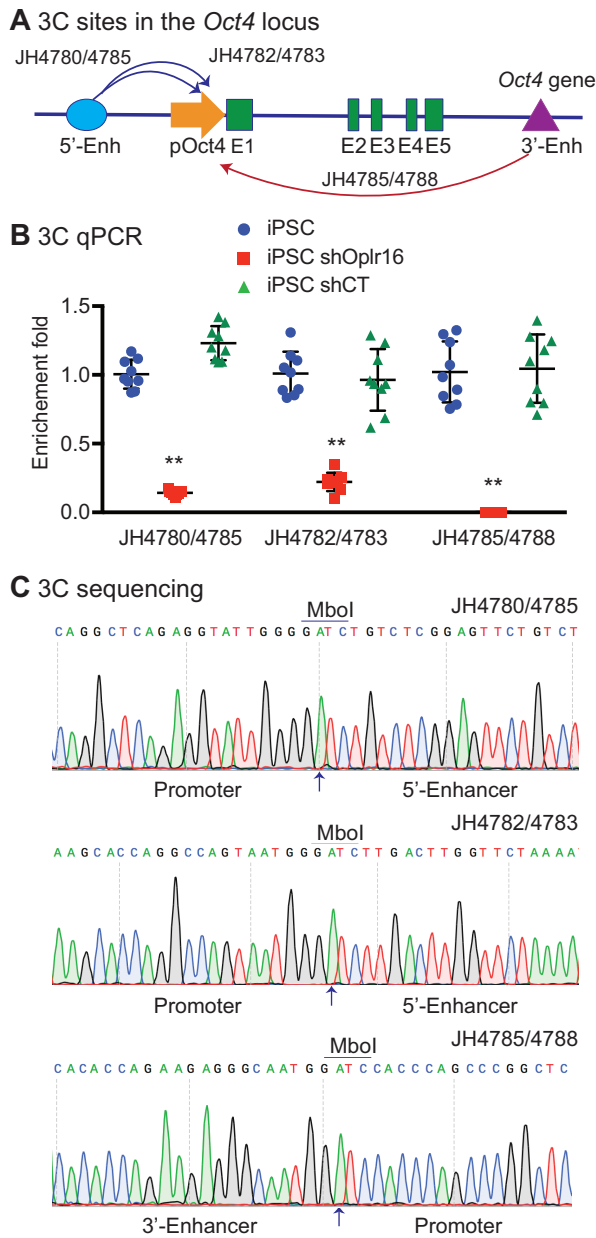 A 3C sites in the Oct4 locus
JH4780/4785
JH4782/4783
Oct4 gene
5'-Enh
pOct4 E1
E2 E3 E4 E5
3'-Enh
JH4785/4788
B 3C qPCR
iPSC
iPSC shOplr16
iPSC shCT
Enrichement fold
1.5
1.0
0.5
0.0
**
**
**
JH4780/4785
JH4782/4783
JH4785/4788
C 3C sequencing
MboI
JH4780/4785
CAGGCTCAGAGGTATTGGGGATCTGTCTCGGAGTTCTGTCT
Promoter
5'-Enhancer
MboI
JH4782/4783
AAGCACCAGGCCAGTAATGGGATCTTGACTTGGTTCTAAAA
Promoter
5'-Enhancer
MboI
JH4785/4788
CACACCAGAAGAGGGCAATGGATCCACCCAGCCCGGCTC
3'-Enhancer
Promoter